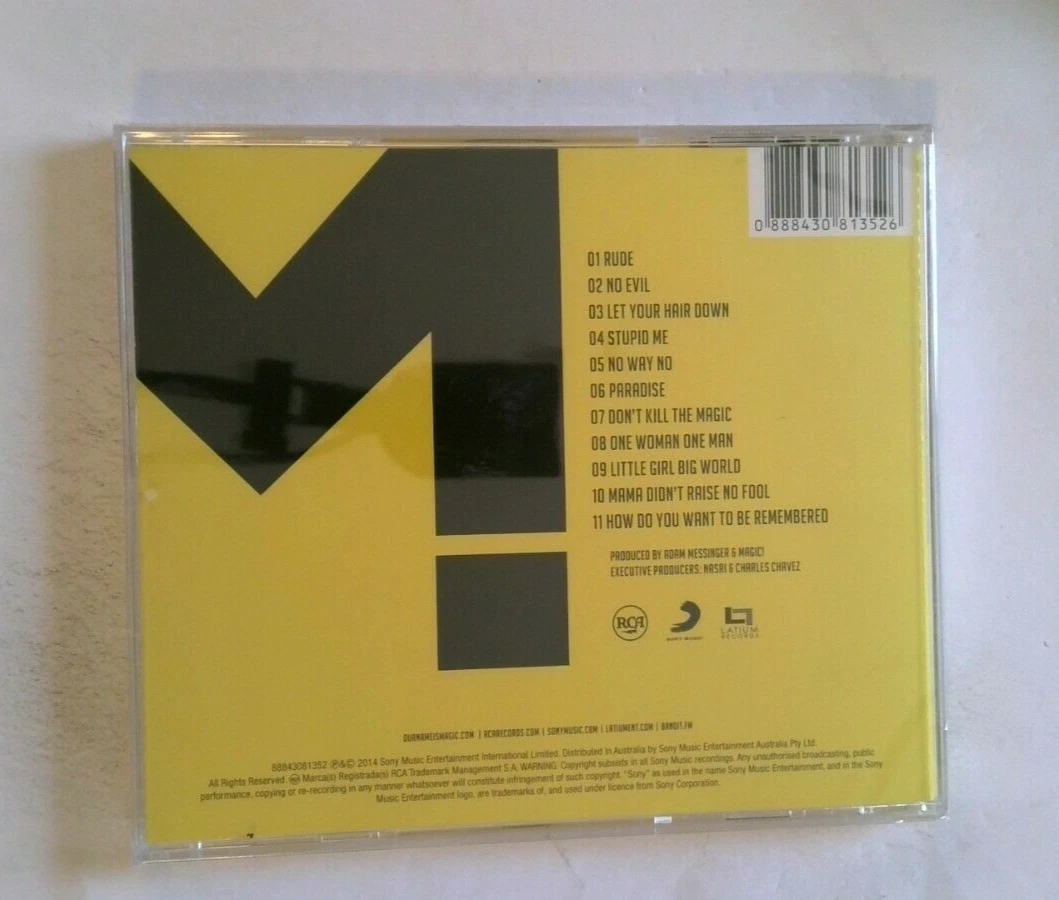 0 888430 813526
01 RUDE
02 NO EVIL
03 LET YOUR HAIR DOWN
04 STUPID ME
05 NO WAY NO
06 PARADISE
07 DON'T KILL THE MAGIC
08 ONE WOMAN ONE MAN
09 LITTLE GIRL BIG WORLD
10 MAMA DIDN'T RAISE NO FOOL
11 HOW DO YOU WANT TO BE REMEMBERED
PRODUCED BY ADAM MESSINGER & MAGIC!
EXECUTIVE PRODUCERS: NASRI & CHARLES CHAVEZ
RCA
SONY MUSIC
LATIUM
RECORDS
OURNAMEISMAGIC.COM | RCARECORDS.COM | SONYMUSIC.COM | LATIUMENT.COM | BANDIT.FM
88843081352 ℗&© 2014 Sony Music Entertainment International Limited. Distributed in Australia by Sony Music Entertainment Australia Pty Ltd.
All Rights Reserved. RCA Marca(s) Registrada(s) RCA Trademark Management S.A. WARNING. Copyright subsists in all Sony Music recordings. Any unauthorised broadcasting, public
performance, copying or re-recording in any manner whatsoever will constitute infringement of such copyright. "Sony" as used in the name Sony Music Entertainment, and in the Sony
Music Entertainment logo, are trademarks of, and used under licence from Sony Corporation.